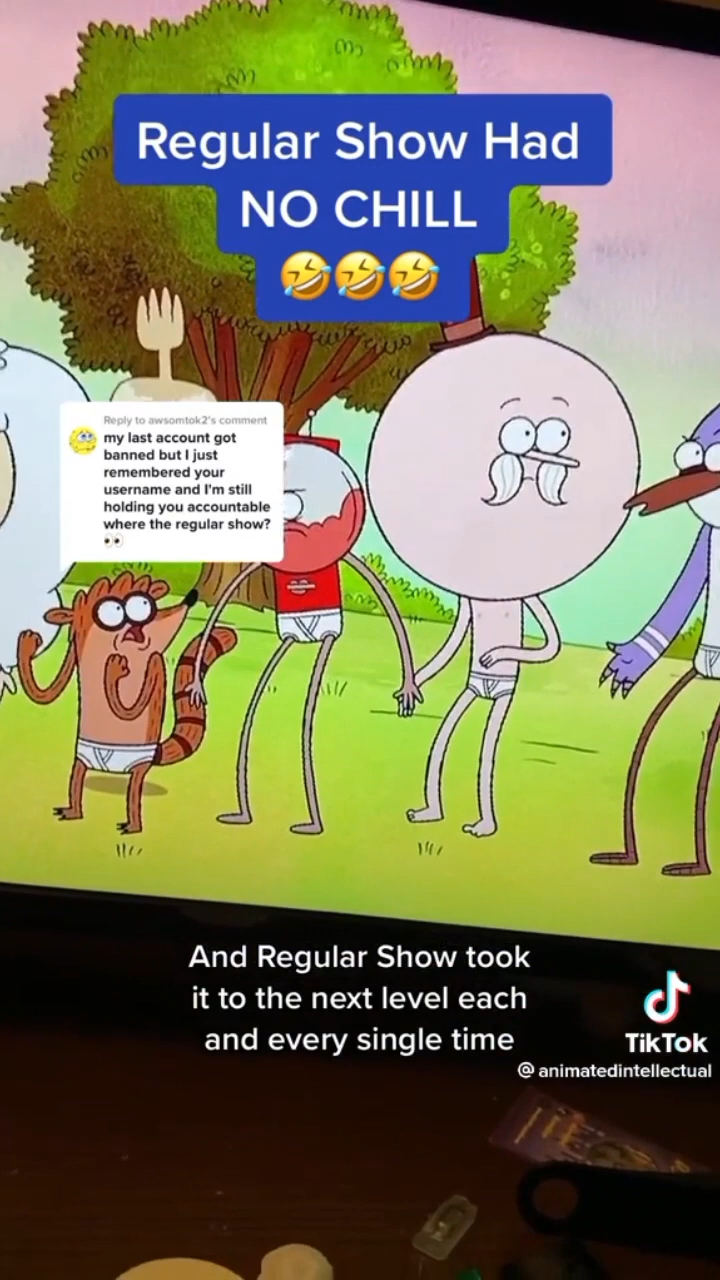 Regular Show Had
NO CHILL
🤣🤣🤣
Reply to awsomtok2's comment
my last account got
banned but I just
remembered your
username and I'm still
holding you accountable
where the regular show?
👀
And Regular Show took
it to the next level each
and every single time
TikTok
@animatedintellectual